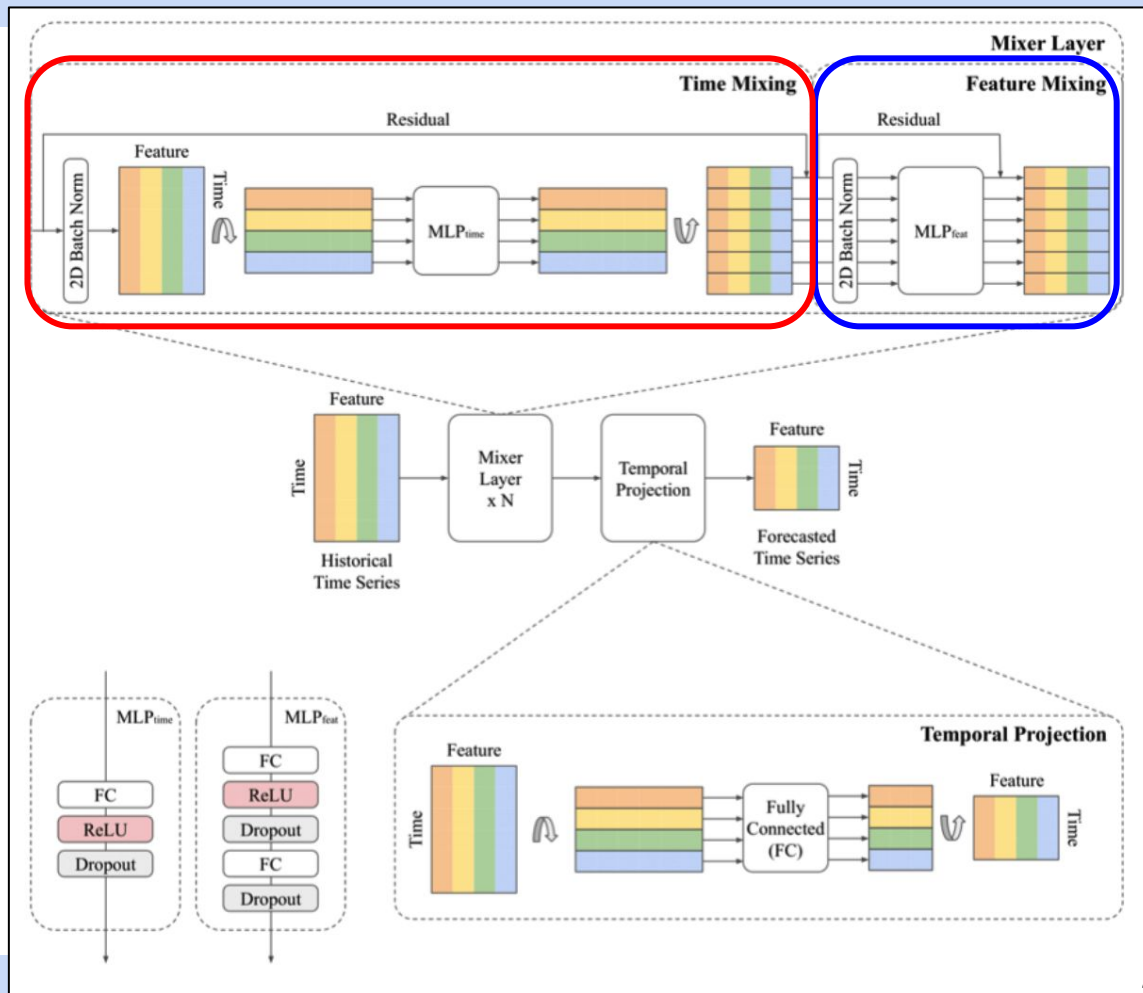 Mixer Layer
Time Mixing
Feature Mixing
Residual
Residual
Feature
Time
2D Batch Norm
MLPtime
2D Batch Norm
MLPfeat
Feature
Time
Historical
Time Series
Mixer
Layer
x N
Temporal
Projection
Feature
Time
Forecasted
Time Series
MLPtime
FC
ReLU
Dropout
MLPfeat
FC
ReLU
Dropout
FC
Dropout
Temporal Projection
Feature
Time
Fully
Connected
(FC)
Feature
Time